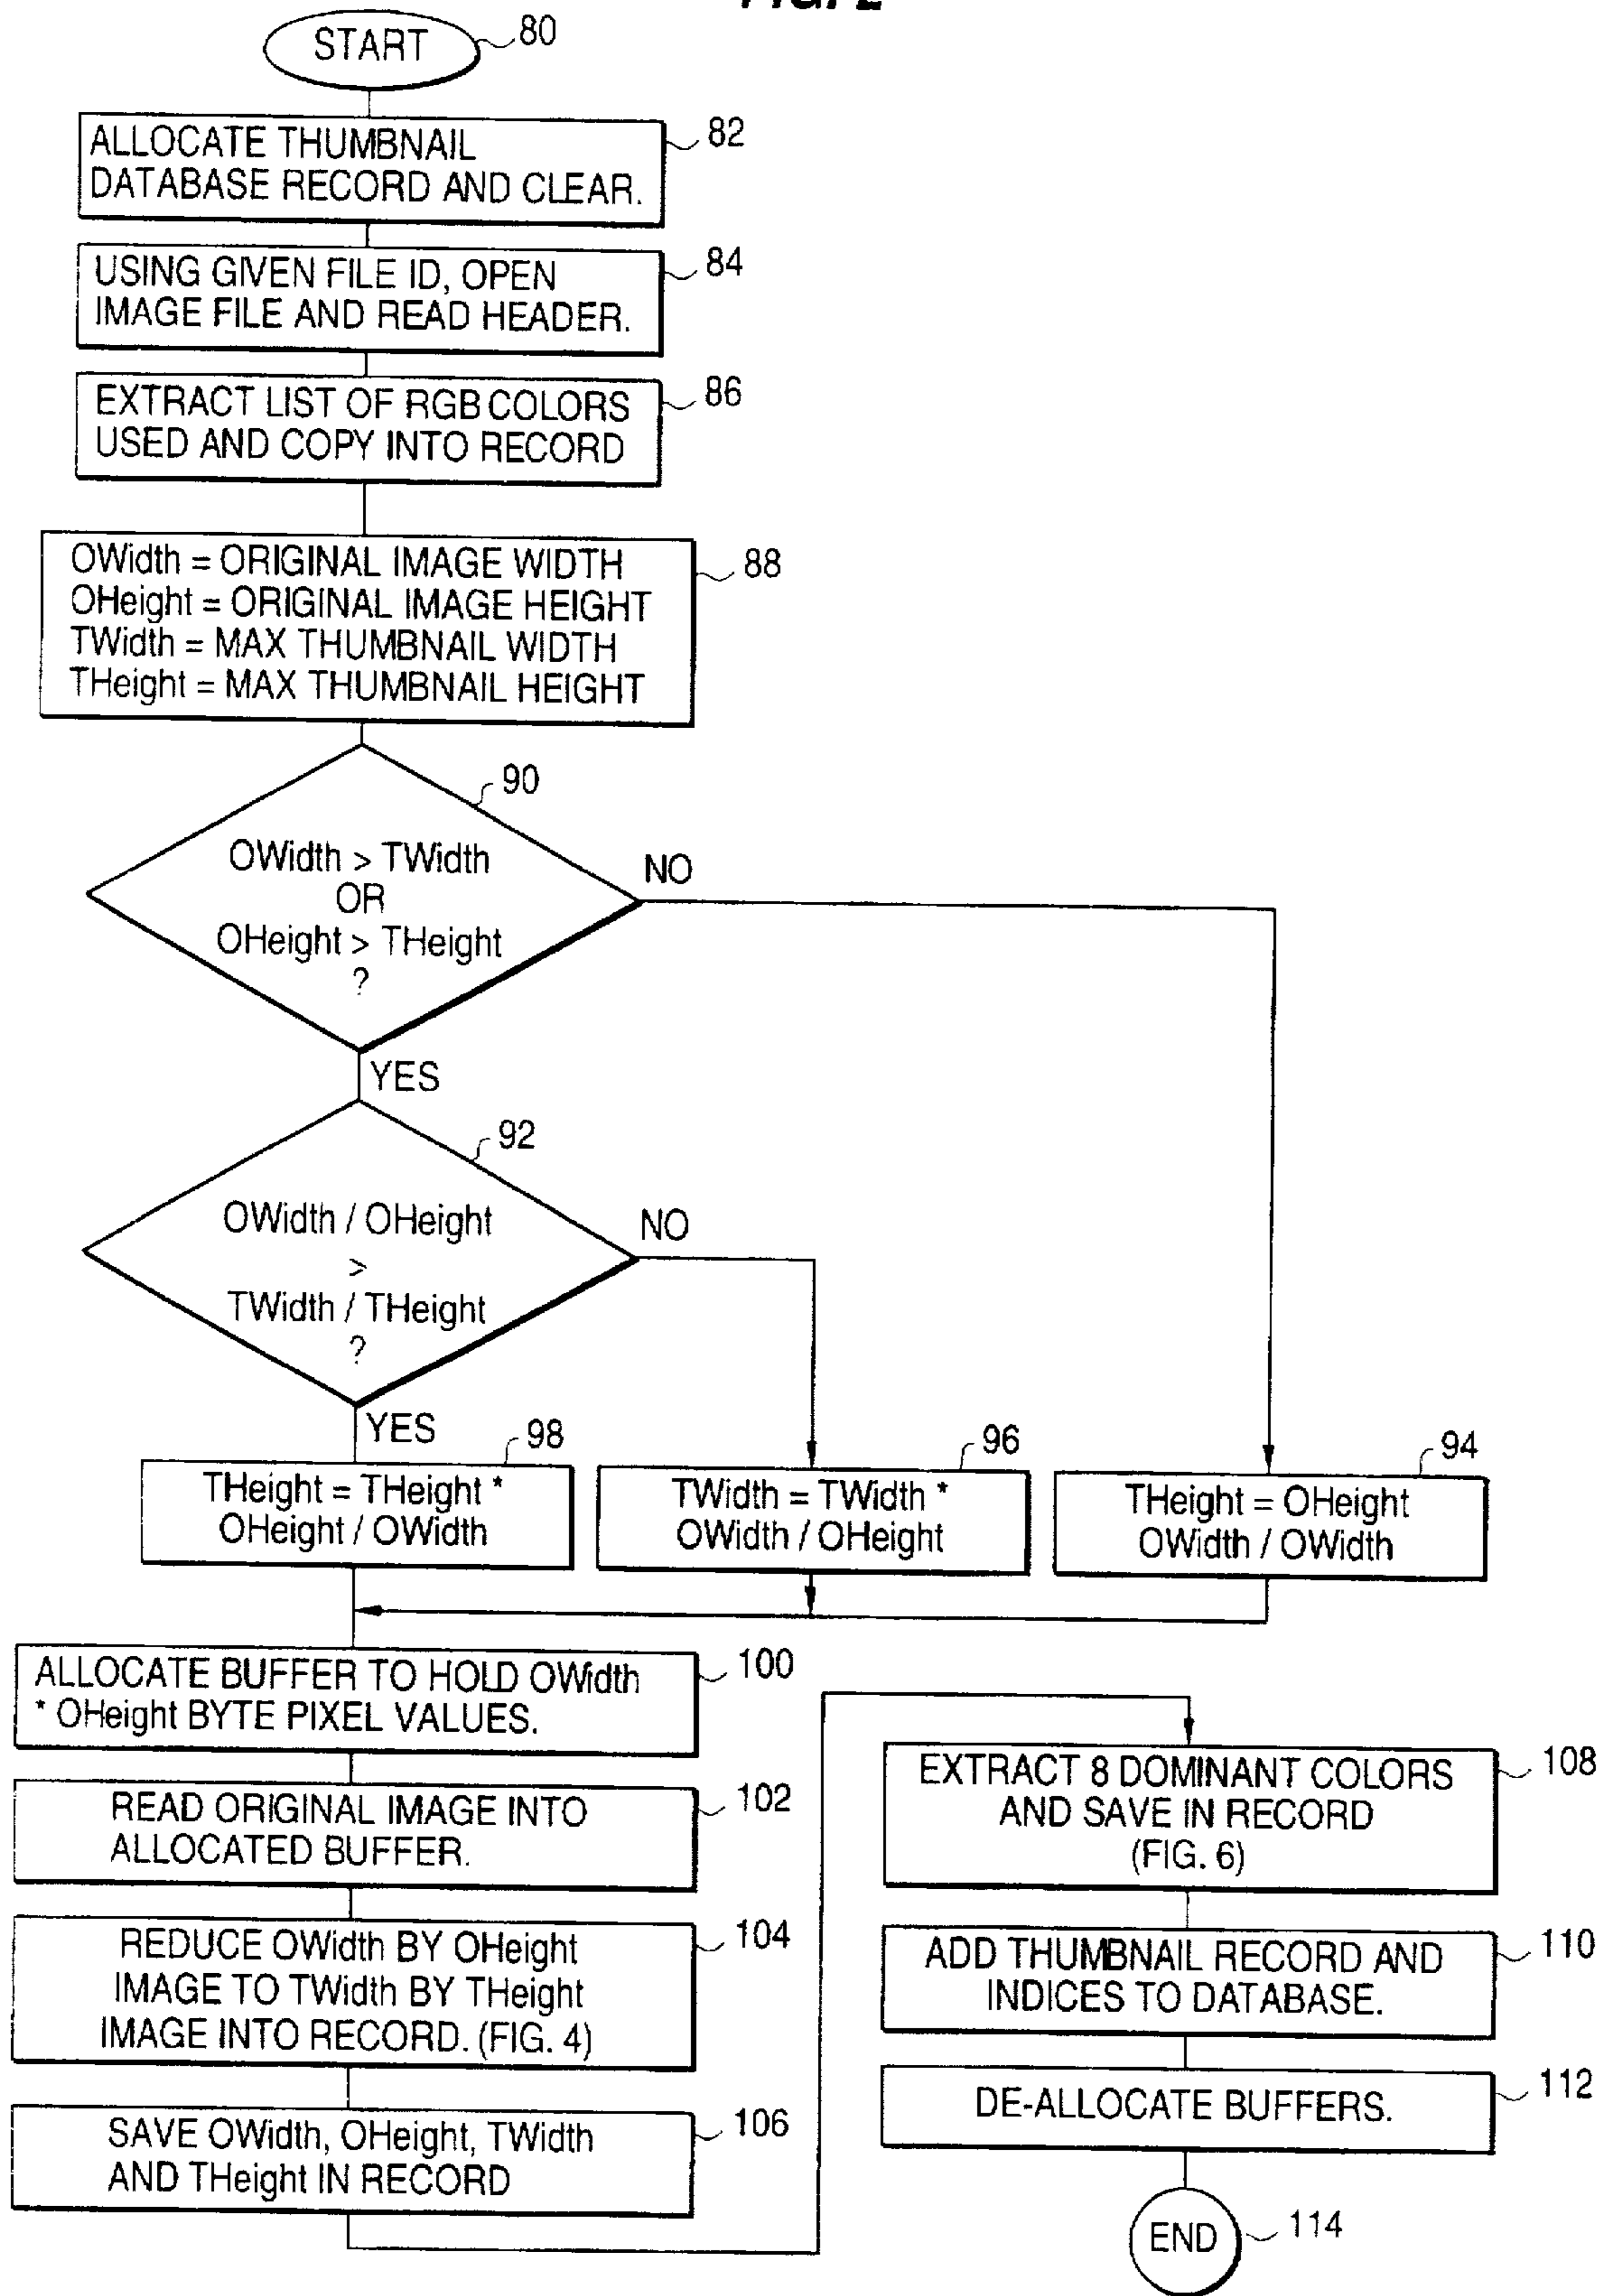 FIG. 2
START
80
ALLOCATE THUMBNAIL
DATABASE RECORD AND CLEAR.
82
USING GIVEN FILE ID, OPEN
IMAGE FILE AND READ HEADER.
84
EXTRACT LIST OF RGB COLORS
USED AND COPY INTO RECORD
86
OWidth = ORIGINAL IMAGE WIDTH
OHeight = ORIGINAL IMAGE HEIGHT
TWidth = MAX THUMBNAIL WIDTH
THeight = MAX THUMBNAIL HEIGHT
88
90
OWidth > TWidth
OR
OHeight > THeight
?
NO
YES
92
OWidth / OHeight
>
TWidth / THeight
?
NO
YES
98
THeight = THeight *
OHeight / OWidth
96
TWidth = TWidth *
OWidth / OHeight
94
THeight = OHeight
OWidth / OWidth
ALLOCATE BUFFER TO HOLD OWidth
* OHeight BYTE PIXEL VALUES.
100
READ ORIGINAL IMAGE INTO
ALLOCATED BUFFER.
102
REDUCE OWidth BY OHeight
IMAGE TO TWidth BY THeight
IMAGE INTO RECORD. (FIG. 4)
104
SAVE OWidth, OHeight, TWidth
AND THeight IN RECORD
106
EXTRACT 8 DOMINANT COLORS
AND SAVE IN RECORD
(FIG. 6)
108
ADD THUMBNAIL RECORD AND
INDICES TO DATABASE.
110
DE-ALLOCATE BUFFERS.
112
END
114